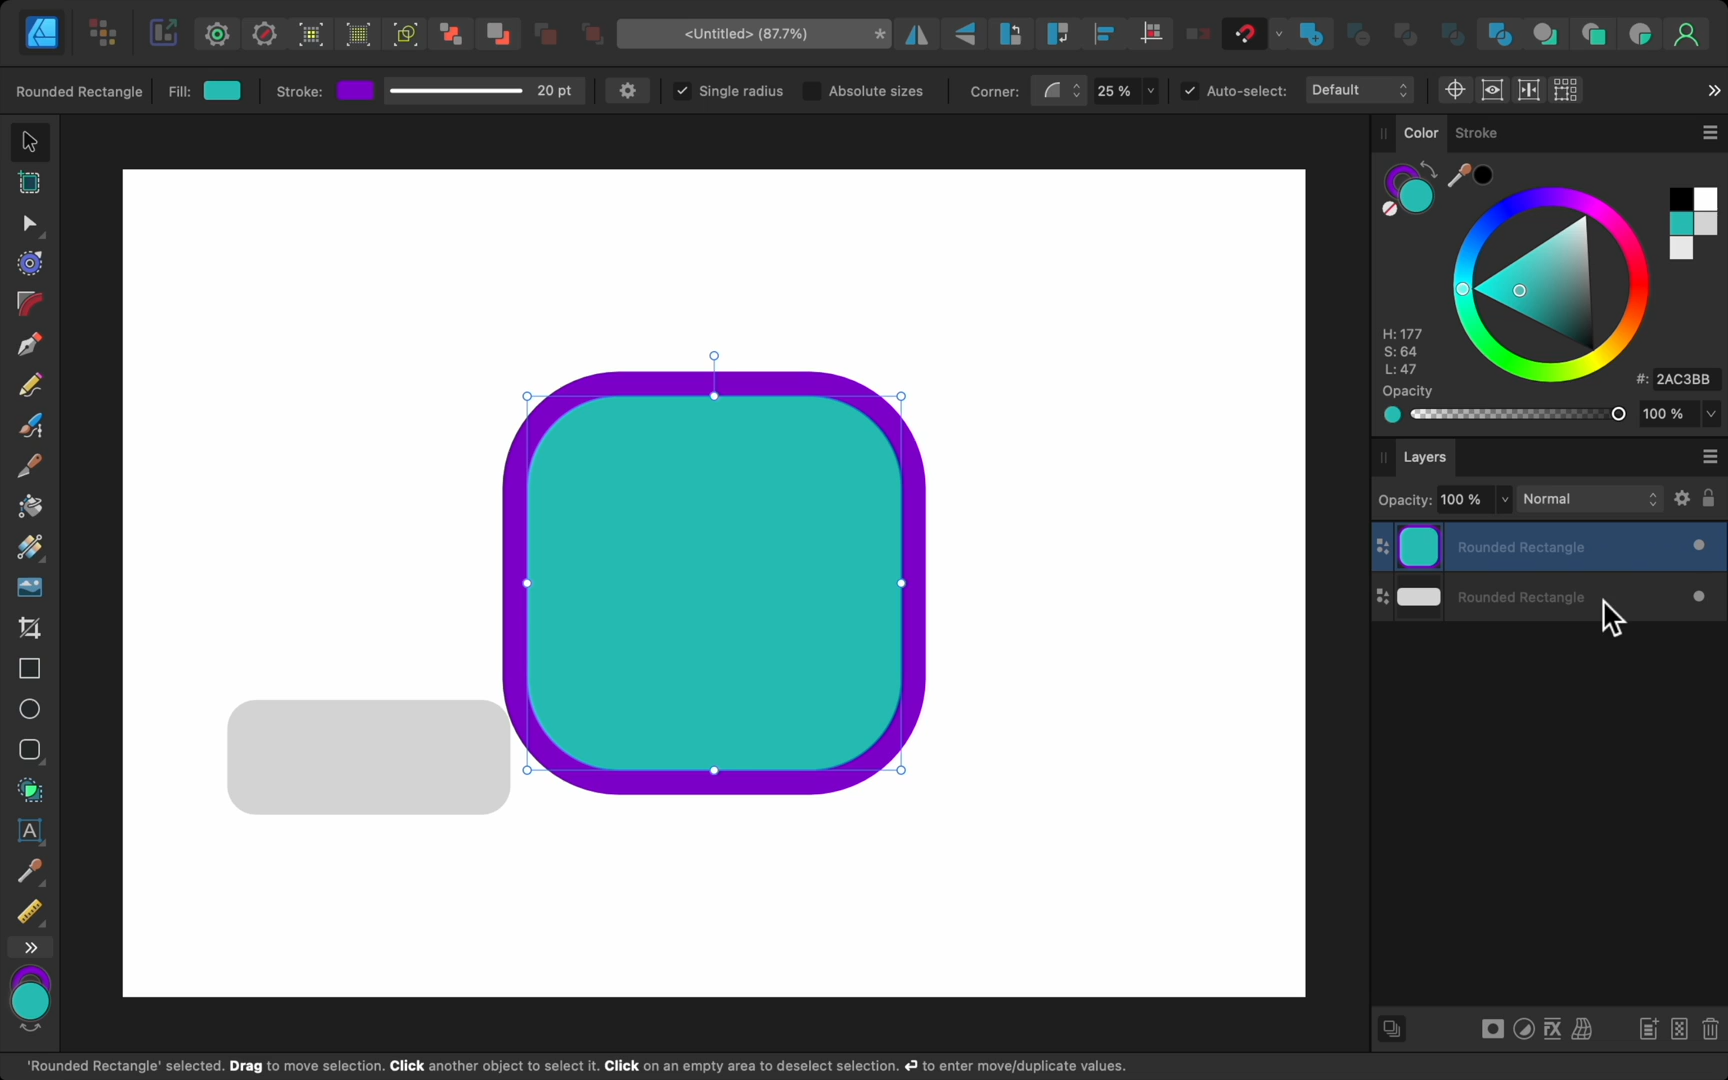 <Untitled> (87.7%) *
Rounded Rectangle Fill: Stroke: 20 pt Single radius Absolute sizes Corner: 25 % Auto-select: Default
Color Stroke
H: 177
S: 64
L: 47
#: 2AC3BB
Opacity
100 %
Layers
Opacity: 100 % Normal
Rounded Rectangle
Rounded Rectangle
A
FX
'Rounded Rectangle' selected. Drag to move selection. Click another object to select it. Click on an empty area to deselect selection. ↵ to enter move/duplicate values.